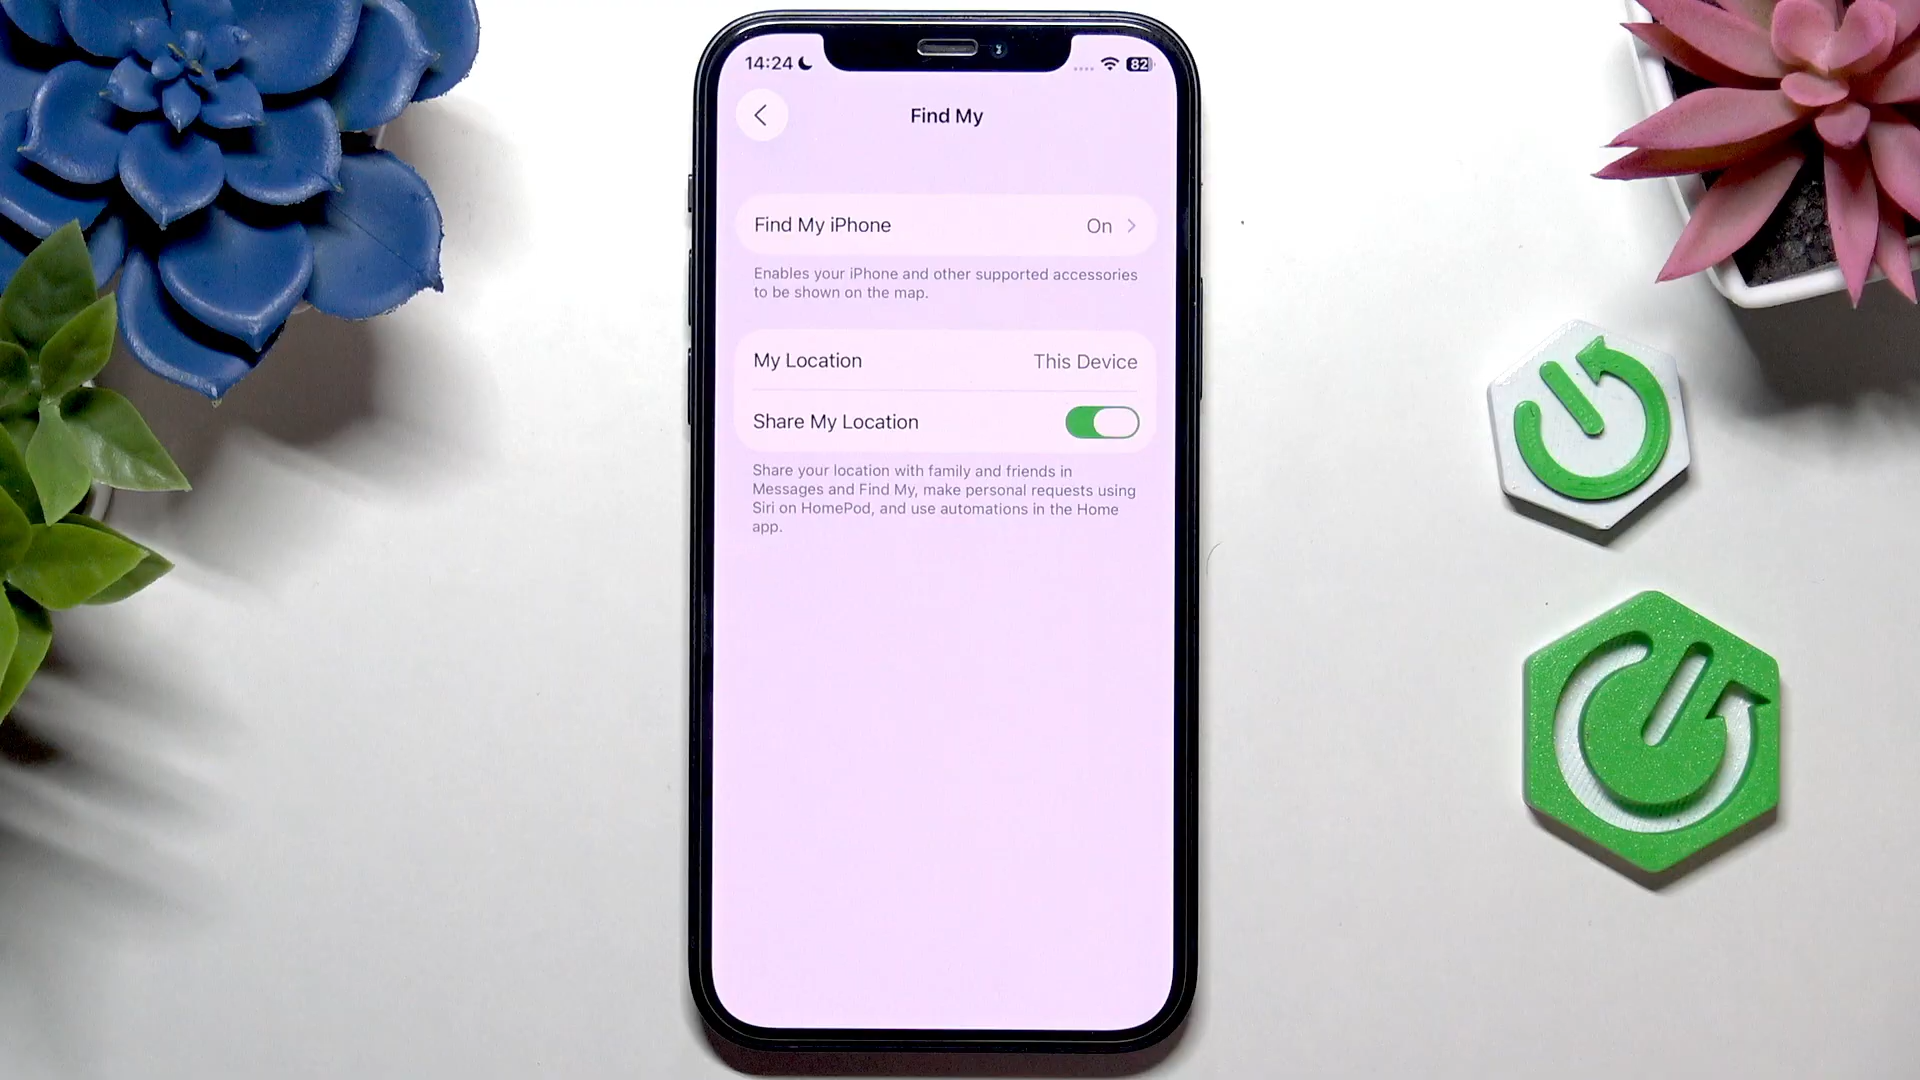 14:24
82
Find My
Find My iPhone
On
Enables your iPhone and other supported accessories
to be shown on the map.
My Location
This Device
Share My Location
Share your location with family and friends in
Messages and Find My, make personal requests using
Siri on HomePod, and use automations in the Home
app.